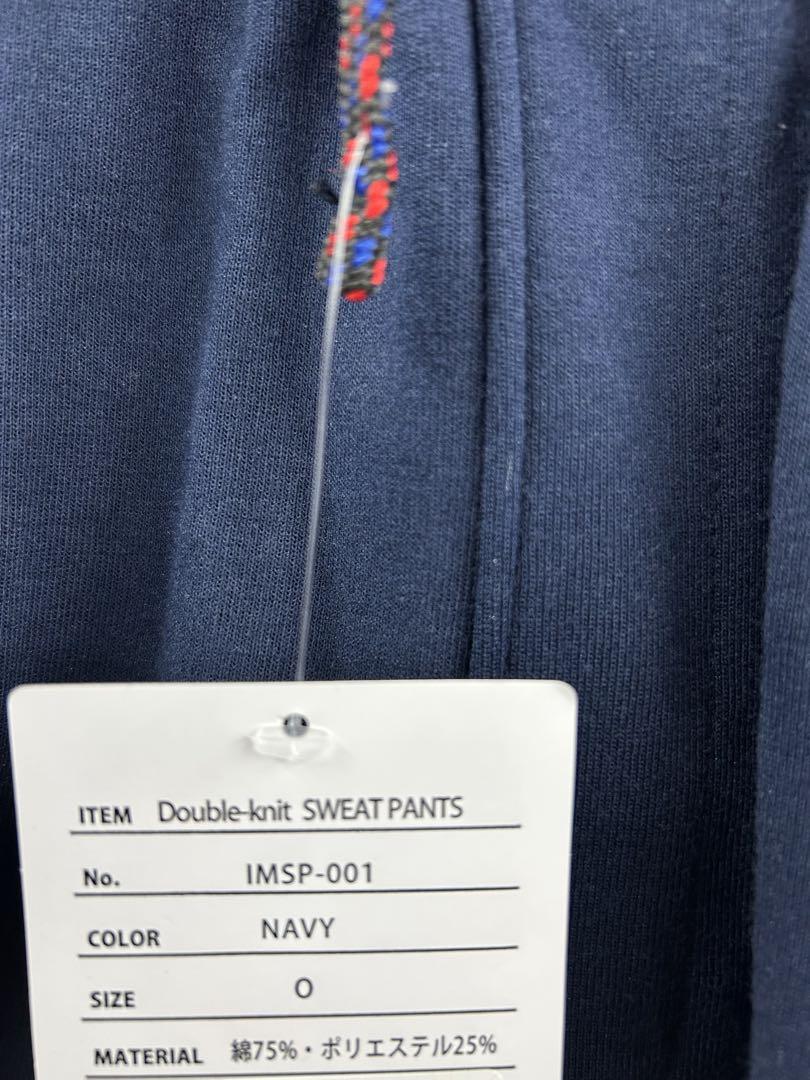 ITEM Double-knit SWEAT PANTS
No. IMSP-001
COLOR NAVY
SIZE O
MATERIAL 綿75%・ポリエステル25%